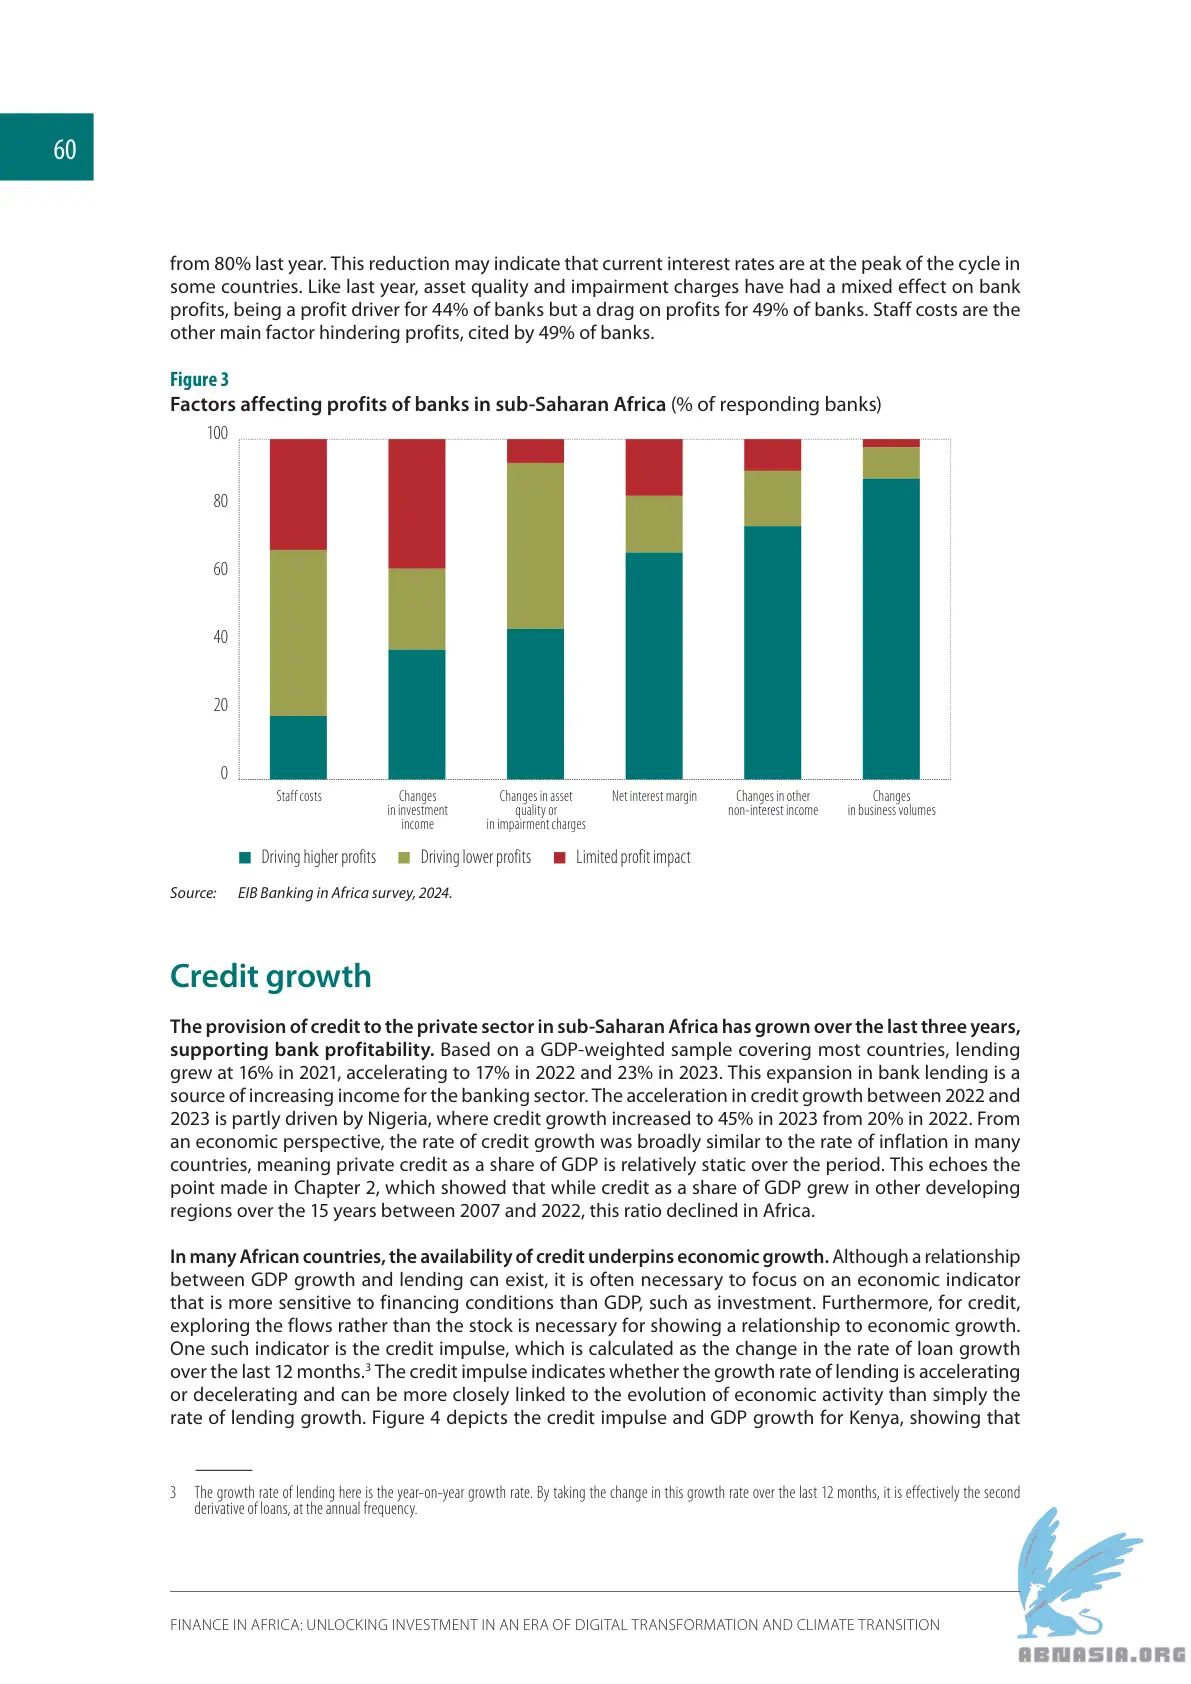 60
from 80% last year. This reduction may indicate that current interest rates are at the peak of the cycle in
some countries. Like last year, asset quality and impairment charges have had a mixed effect on bank
profits, being a profit driver for 44% of banks but a drag on profits for 49% of banks. Staff costs are the
other main factor hindering profits, cited by 49% of banks.
Figure 3
Factors affecting profits of banks in sub-Saharan Africa (% of responding banks)
100
80
60
40
20
0
Staff costs
Changes
in investment
income
Changes in asset
quality or
in impairment charges
Net interest margin
Changes in other
non-interest income
Changes
in business volumes
Driving higher profits
Driving lower profits
Limited profit impact
Source: EIB Banking in Africa survey, 2024.
Credit growth
The provision of credit to the private sector in sub-Saharan Africa has grown over the last three years,
supporting bank profitability. Based on a GDP-weighted sample covering most countries, lending
grew at 16% in 2021, accelerating to 17% in 2022 and 23% in 2023. This expansion in bank lending is a
source of increasing income for the banking sector. The acceleration in credit growth between 2022 and
2023 is partly driven by Nigeria, where credit growth increased to 45% in 2023 from 20% in 2022. From
an economic perspective, the rate of credit growth was broadly similar to the rate of inflation in many
countries, meaning private credit as a share of GDP is relatively static over the period. This echoes the
point made in Chapter 2, which showed that while credit as a share of GDP grew in other developing
regions over the 15 years between 2007 and 2022, this ratio declined in Africa.
In many African countries, the availability of credit underpins economic growth. Although a relationship
between GDP growth and lending can exist, it is often necessary to focus on an economic indicator
that is more sensitive to financing conditions than GDP, such as investment. Furthermore, for credit,
exploring the flows rather than the stock is necessary for showing a relationship to economic growth.
One such indicator is the credit impulse, which is calculated as the change in the rate of loan growth
over the last 12 months.3 The credit impulse indicates whether the growth rate of lending is accelerating
or decelerating and can be more closely linked to the evolution of economic activity than simply the
rate of lending growth. Figure 4 depicts the credit impulse and GDP growth for Kenya, showing that
3 The growth rate of lending here is the year-on-year growth rate. By taking the change in this growth rate over the last 12 months, it is effectively the second
derivative of loans, at the annual frequency.
FINANCE IN AFRICA: UNLOCKING INVESTMENT IN AN ERA OF DIGITAL TRANSFORMATION AND CLIMATE TRANSITION
ABNASIA.ORG